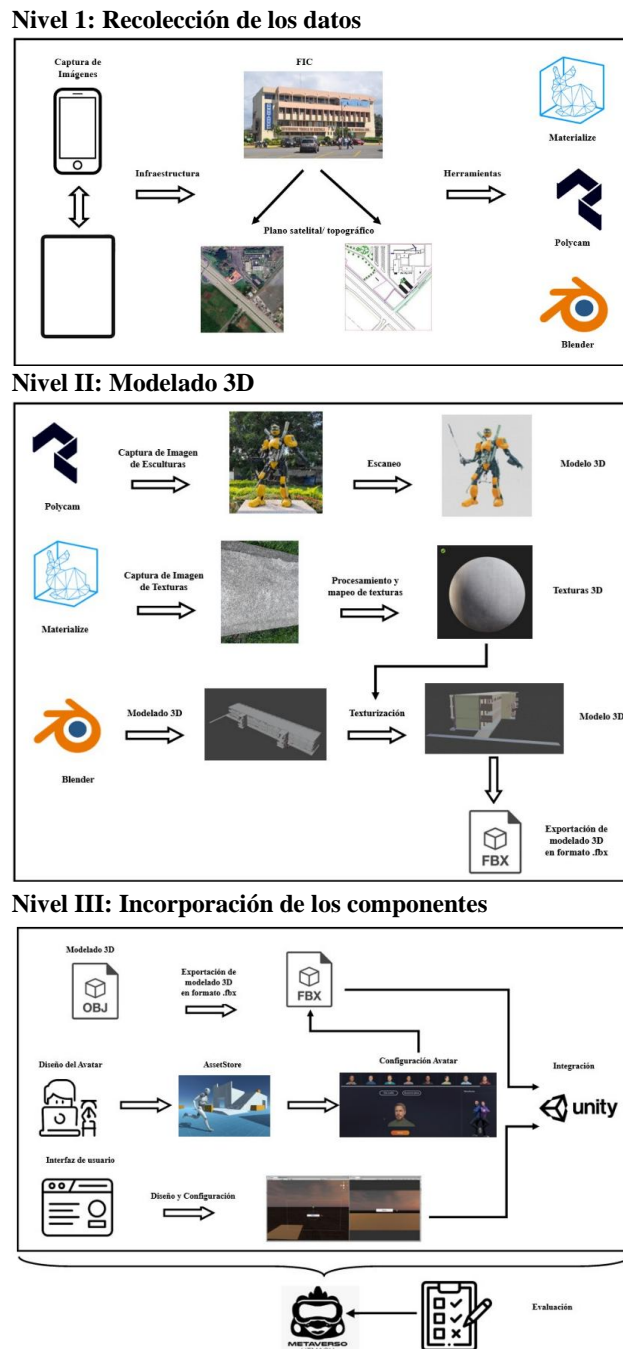 Nivel 1: Recolección de los datos
Captura de
Imágenes
FIC
Materialize
Infraestructura
Herramientas
Plano satelital/ topográfico
Polycam
Blender
Nivel II: Modelado 3D
Captura de Imagen
de Esculturas
Escaneo
Modelo 3D
Polycam
Captura de Imagen
de Texturas
Procesamiento y
mapeo de texturas
Texturas 3D
Materialize
Modelado 3D
Texturización
Modelo 3D
Blender
FBX
Exportación de
modelado 3D
en formato .fbx
Nivel III: Incorporación de los componentes
Modelado 3D
OBJ
Exportación de
modelado 3D
en formato .fbx
FBX
Diseño del Avatar
AssetStore
Configuración Avatar
Integración
unity
Interfaz de usuario
Diseño y Configuración
Evaluación
METAVERSO